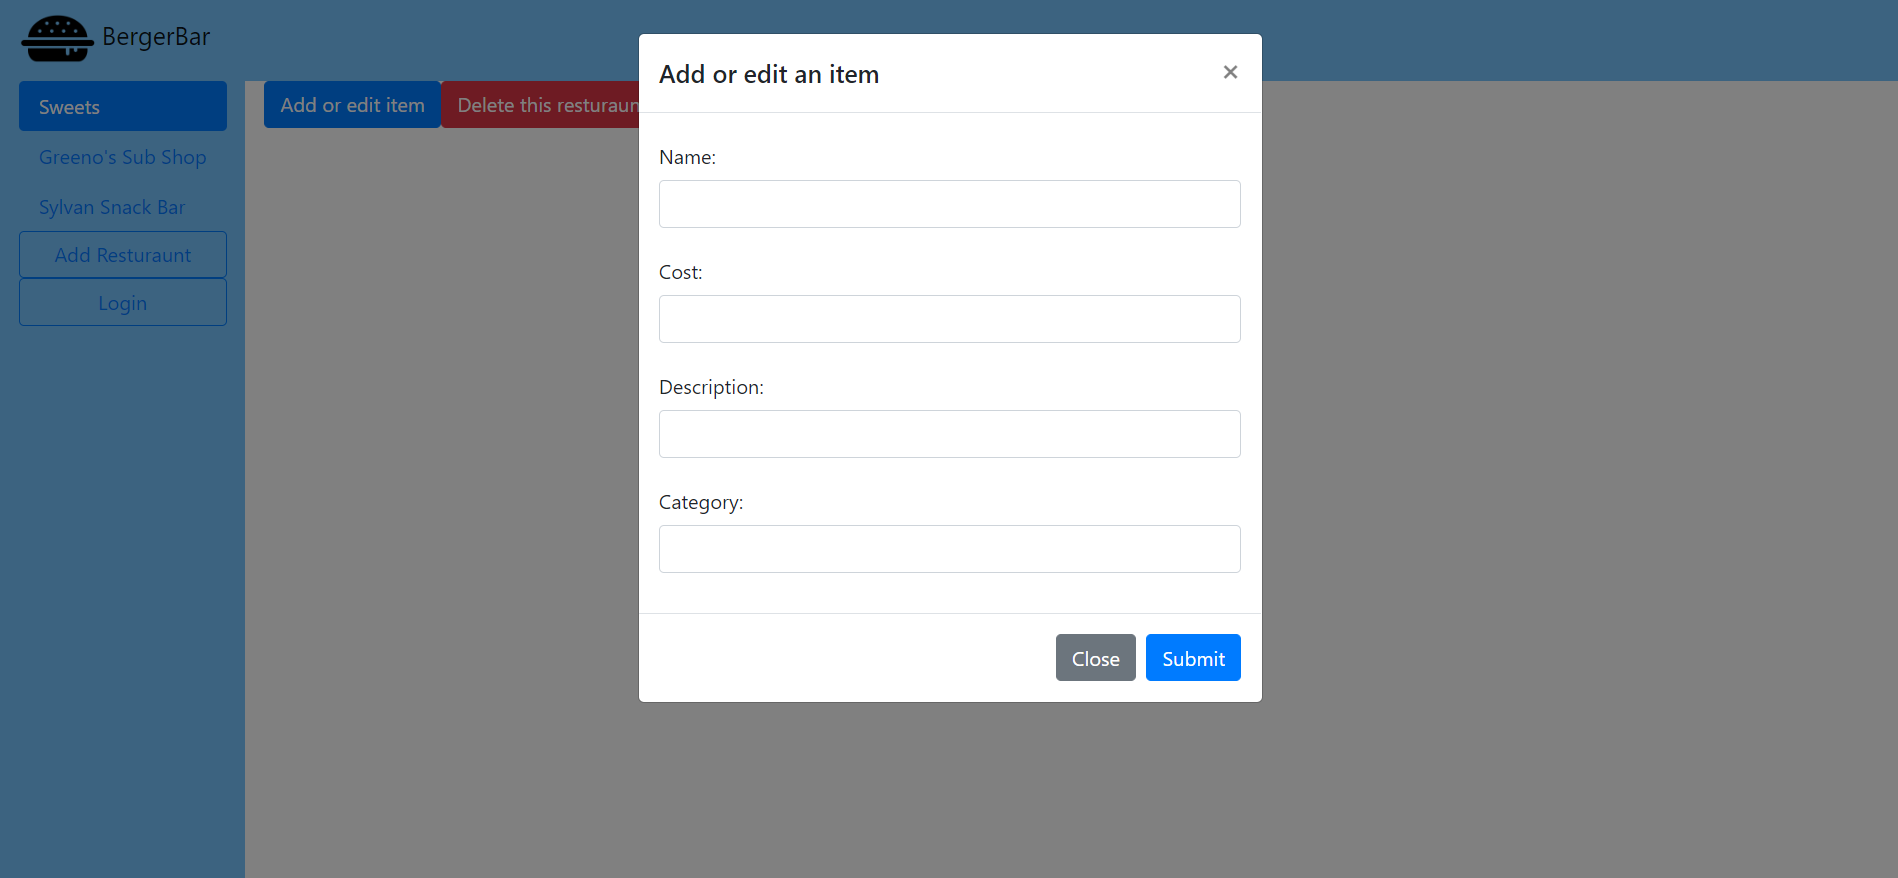 BergerBar
Sweets
Greeno's Sub Shop
Sylvan Snack Bar
Add Resturaunt
Login
Add or edit item
Delete this
Add or edit an item
×
Name:
Cost:
Description:
Category:
Close
Submit